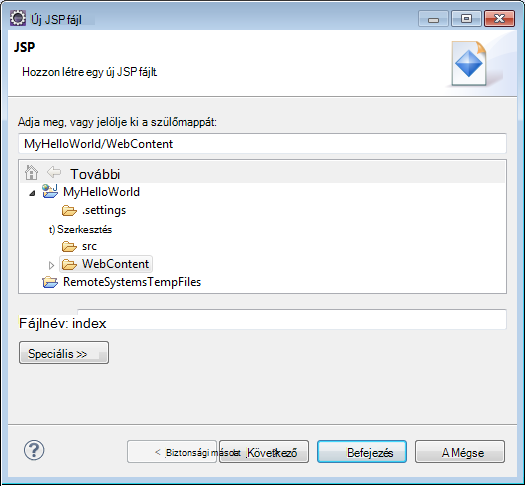 Új JSP fájl
JSP
Hozzon létre egy új JSP fájlt.
Adja meg, vagy jelölje ki a szülőmappát:
MyHelloWorld/WebContent
További
MyHelloWorld
.settings
t) Szerkesztés
src
WebContent
RemoteSystemsTempFiles
Fájlnév: index
Speciális >>
< Biztonsági másolat Következő Befejezés A Mégse